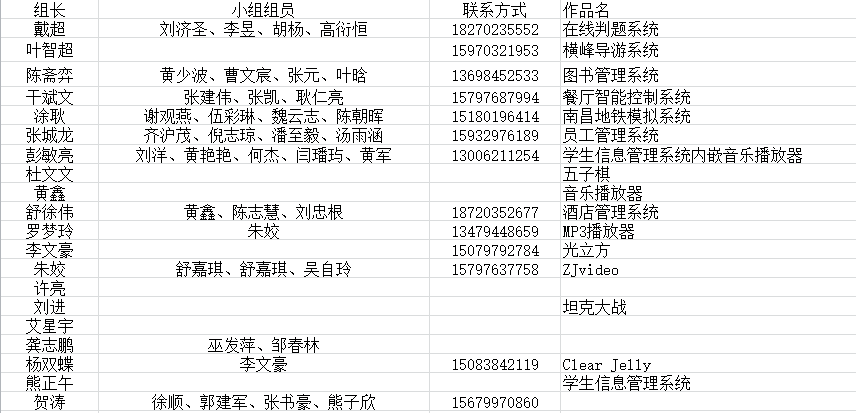 组长 小组组员 联系方式 作品名
戴超 刘济圣、李昱、胡杨、高衍恒 18270235552 在线判题系统
叶智超 15970321953 横峰导游系统
陈斋弈 黄少波、曹文宸、张元、叶晗 13698452533 图书管理系统
干斌文 张建伟、张凯、耿仁亮 15797687994 餐厅智能控制系统
涂耿 谢观燕、伍彩琳、魏云志、陈朝晖 15180196414 南昌地铁模拟系统
张城龙 齐沪茂、倪志琼、潘至毅、汤雨涵 15932976189 员工管理系统
彭敏亮 刘洋、黄艳艳、何杰、闫璠玙、黄军 13006211254 学生信息管理系统内嵌音乐播放器
杜文文 五子棋
黄鑫 音乐播放器
舒徐伟 黄鑫、陈志慧、刘忠根 18720352677 酒店管理系统
罗梦玲 朱姣 13479448659 MP3播放器
李文豪 15079792784 光立方
朱姣 舒嘉琪、舒嘉琪、吴自玲 15797637758 ZJvideo
许亮
刘进 坦克大战
艾星宇
龚志鹏 巫发萍、邹春林
杨双蝶 李文豪 15083842119 Clear Jelly
熊正午 学生信息管理系统
贺涛 徐顺、郭建军、张书豪、熊子欣 15679970860